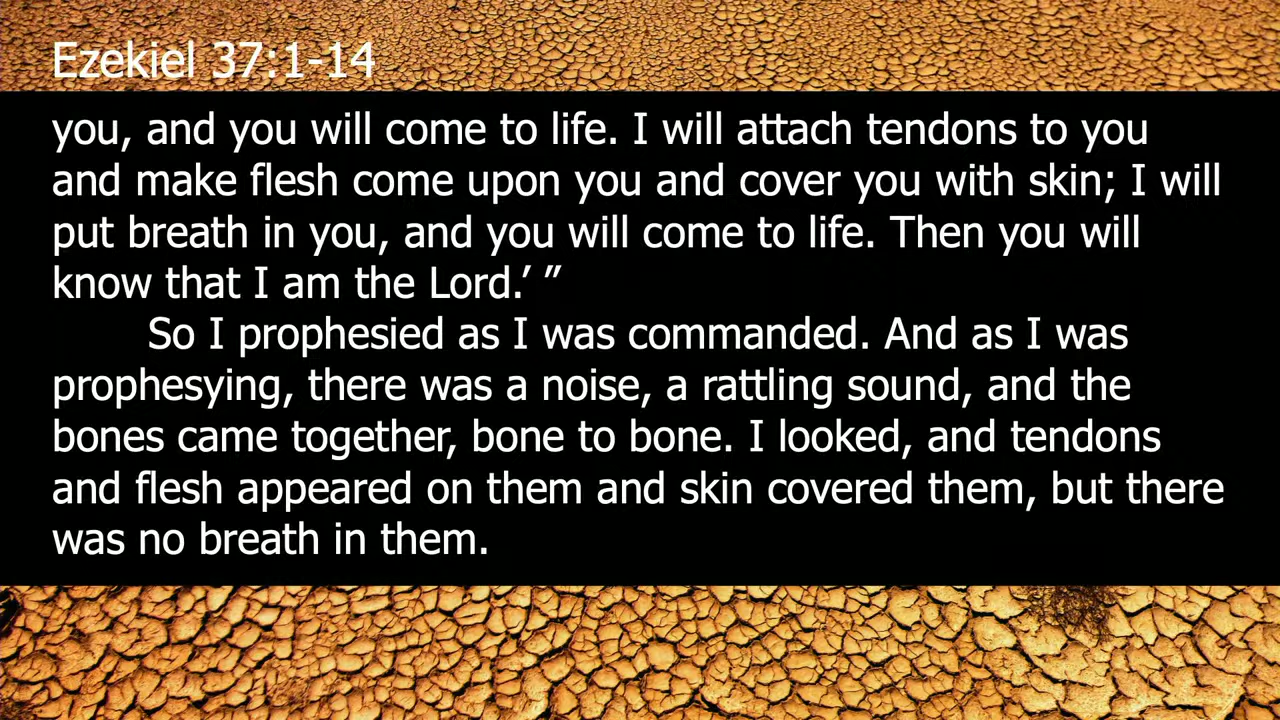 Ezekiel 37:1-14
you, and you will come to life. I will attach tendons to you
and make flesh come upon you and cover you with skin; I will
put breath in you, and you will come to life. Then you will
know that I am the Lord.’ ”
So I prophesied as I was commanded. And as I was
prophesying, there was a noise, a rattling sound, and the
bones came together, bone to bone. I looked, and tendons
and flesh appeared on them and skin covered them, but there
was no breath in them.